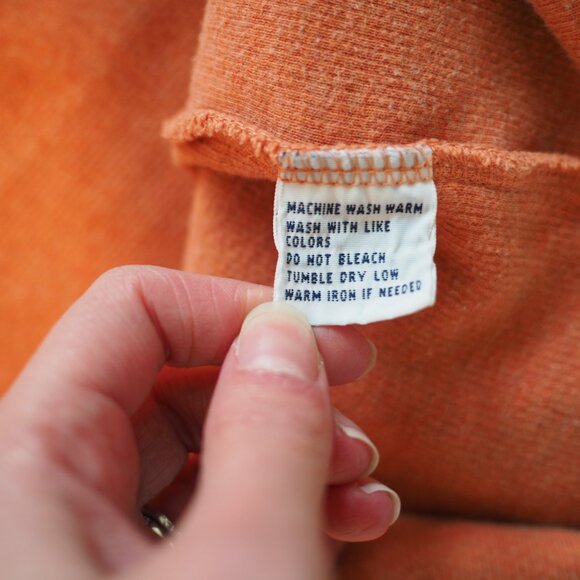 MACHINE WASH WARM
WASH WITH LIKE
COLORS
DO NOT BLEACH
TUMBLE DRY LOW
WARM IRON IF NEEDED